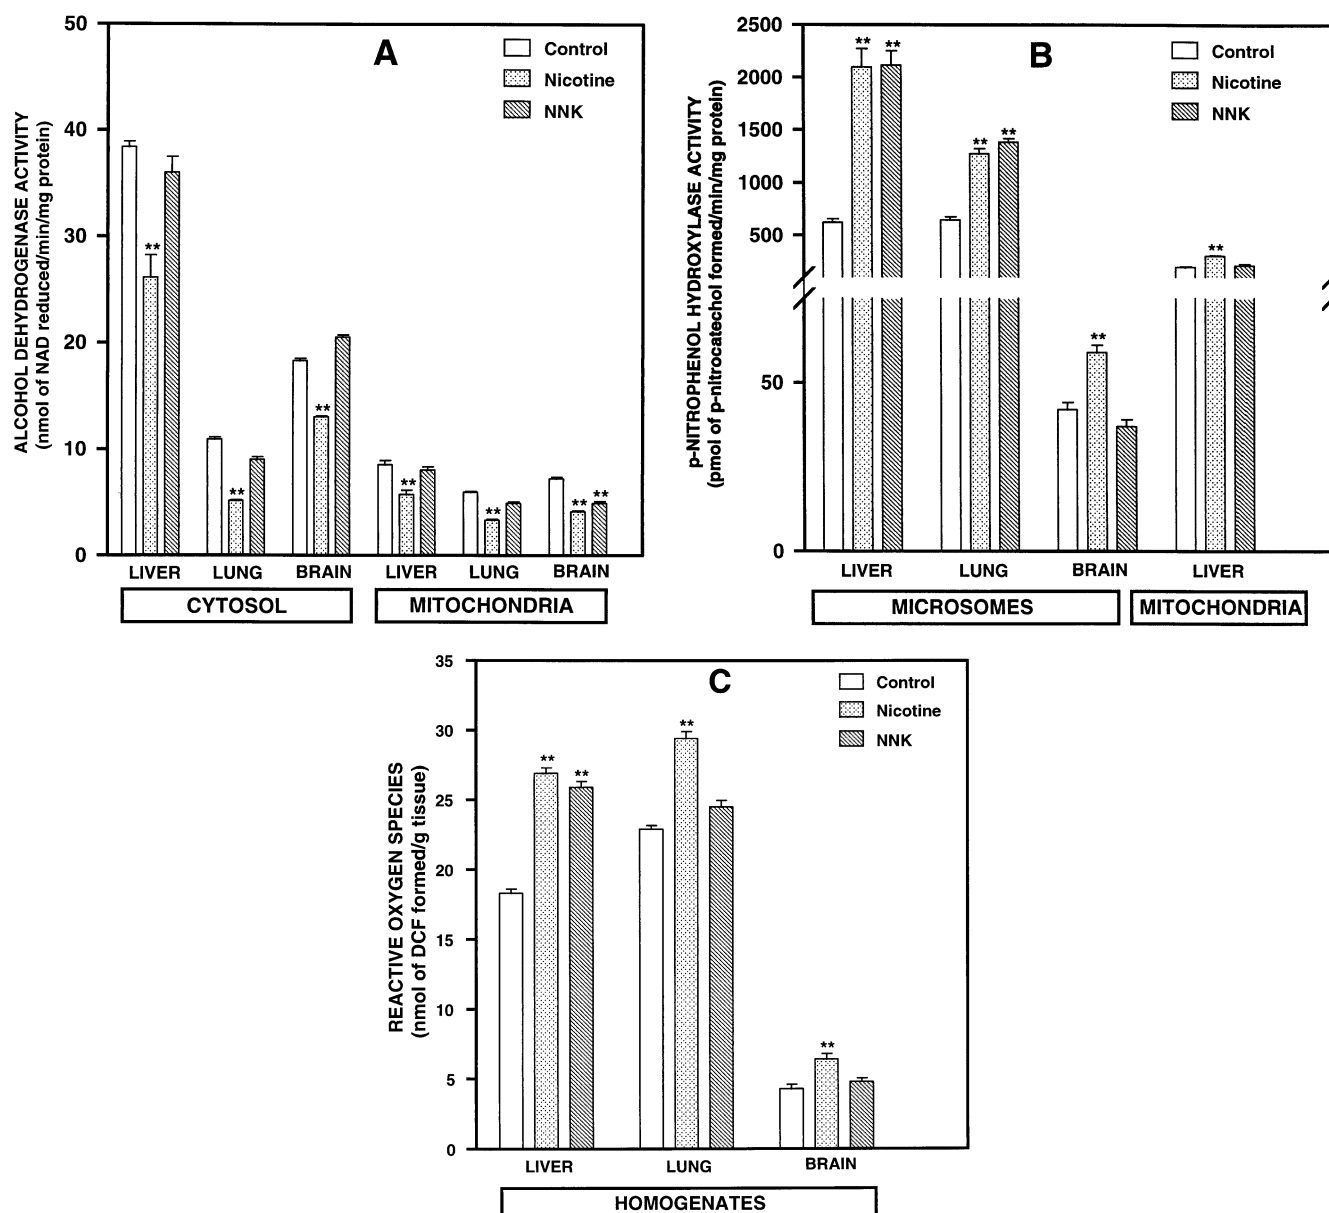 A
Control
Nicotine
NNK
ALCOHOL DEHYDROGENASE ACTIVITY
(nmol of NAD reduced/min/mg protein)
50
40
30
20
10
0
**
**
**
**
**
**
**
LIVER LUNG BRAIN LIVER LUNG BRAIN
CYTOSOL MITOCHONDRIA
B
Control
Nicotine
NNK
p-NITROPHENOL HYDROXYLASE ACTIVITY
(pmol of p-nitrocatechol formed/min/mg protein)
2500
2000
1500
1000
500
50
0
** **
** **
**
**
LIVER LUNG BRAIN LIVER
MICROSOMES MITOCHONDRIA
C
Control
Nicotine
NNK
REACTIVE OXYGEN SPECIES
(nmol of DCF formed/g tissue)
35
30
25
20
15
10
5
0
** **
**
**
LIVER LUNG BRAIN
HOMOGENATES